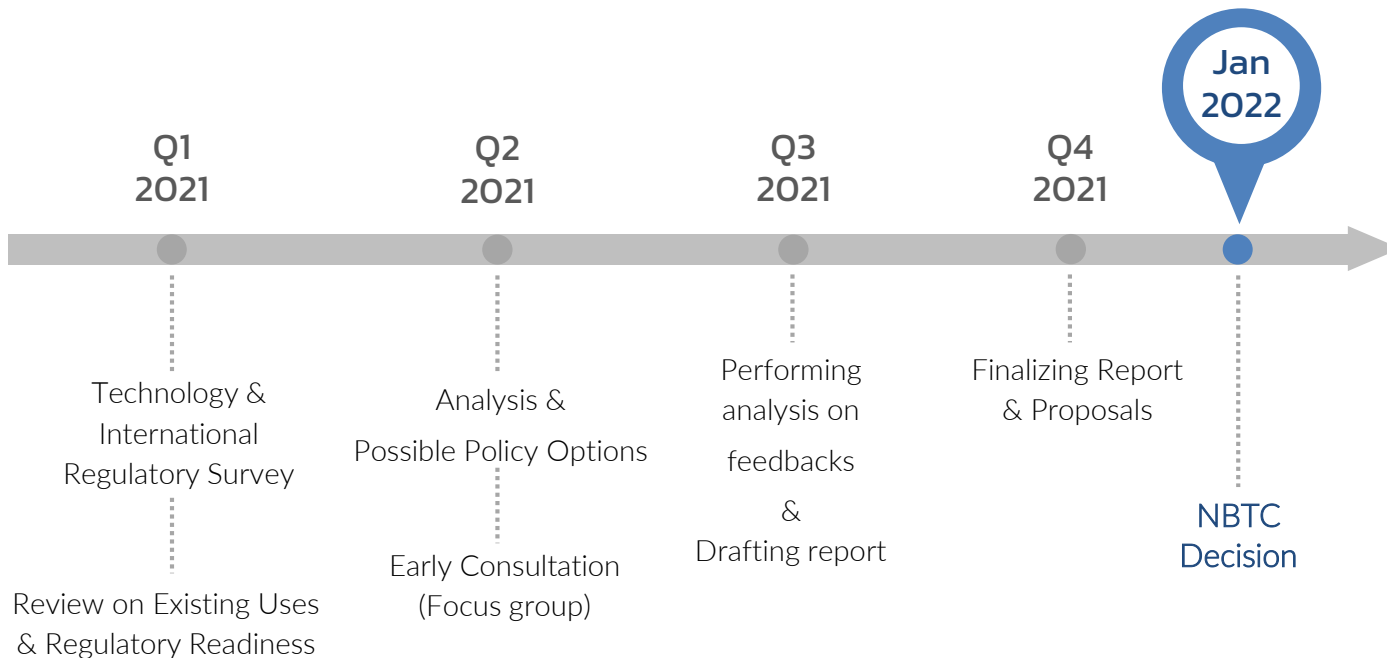 Jan
2022
Q1
2021
Q2
2021
Q3
2021
Q4
2021
Technology &
International
Regulatory Survey
Review on Existing Uses
& Regulatory Readiness
Analysis &
Possible Policy Options
Early Consultation
(Focus group)
Performing
analysis on
feedbacks
&
Drafting report
Finalizing Report
& Proposals
NBTC
Decision